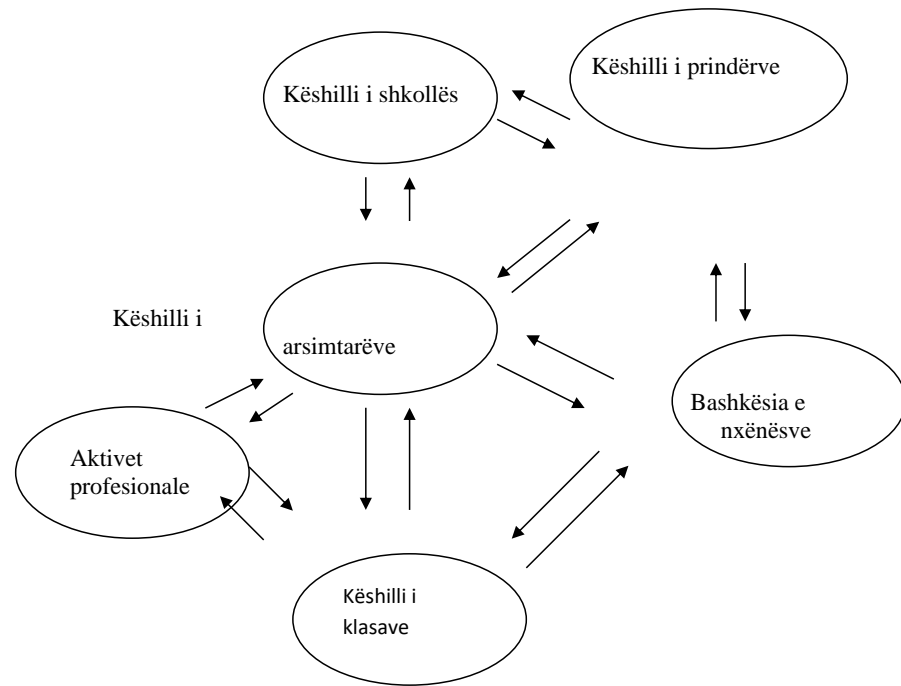 Këshilli i shkollës
Këshilli i prindërve
Këshilli i
arsimtarëve
Bashkësia e
nxënësve
Aktivet
profesionale
Këshilli i
klasave